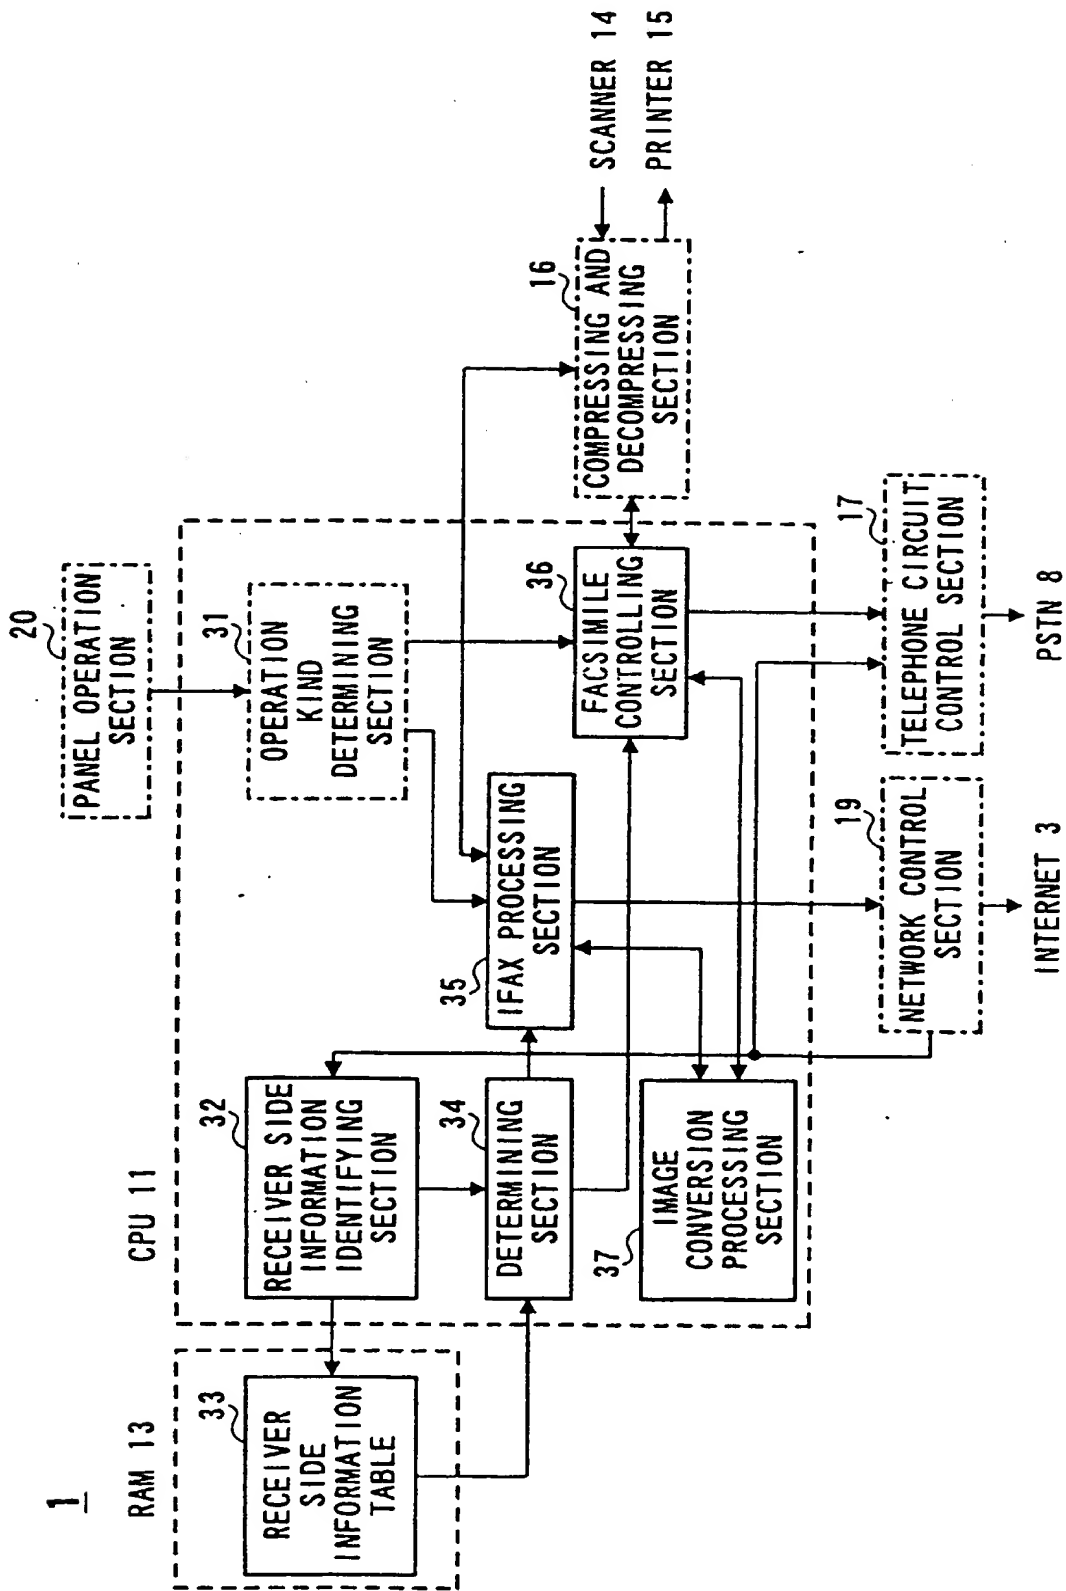 1
RAM 13
33
RECEIVER
SIDE
INFORMATION
TABLE
CPU 11
32
RECEIVER SIDE
INFORMATION
IDENTIFYING
SECTION
34
DETERMINING
SECTION
37
IMAGE
CONVERSION
PROCESSING
SECTION
35
IFAX PROCESSING
SECTION
20
PANEL OPERATION
SECTION
31
OPERATION
KIND
DETERMINING
SECTION
36
FACSIMILE
CONTROLLING
SECTION
16
COMPRESSING AND
DECOMPRESSING
SECTION
SCANNER 14
PRINTER 15
19
NETWORK CONTROL
SECTION
INTERNET 3
17
TELEPHONE CIRCUIT
CONTROL SECTION
PSTN 8